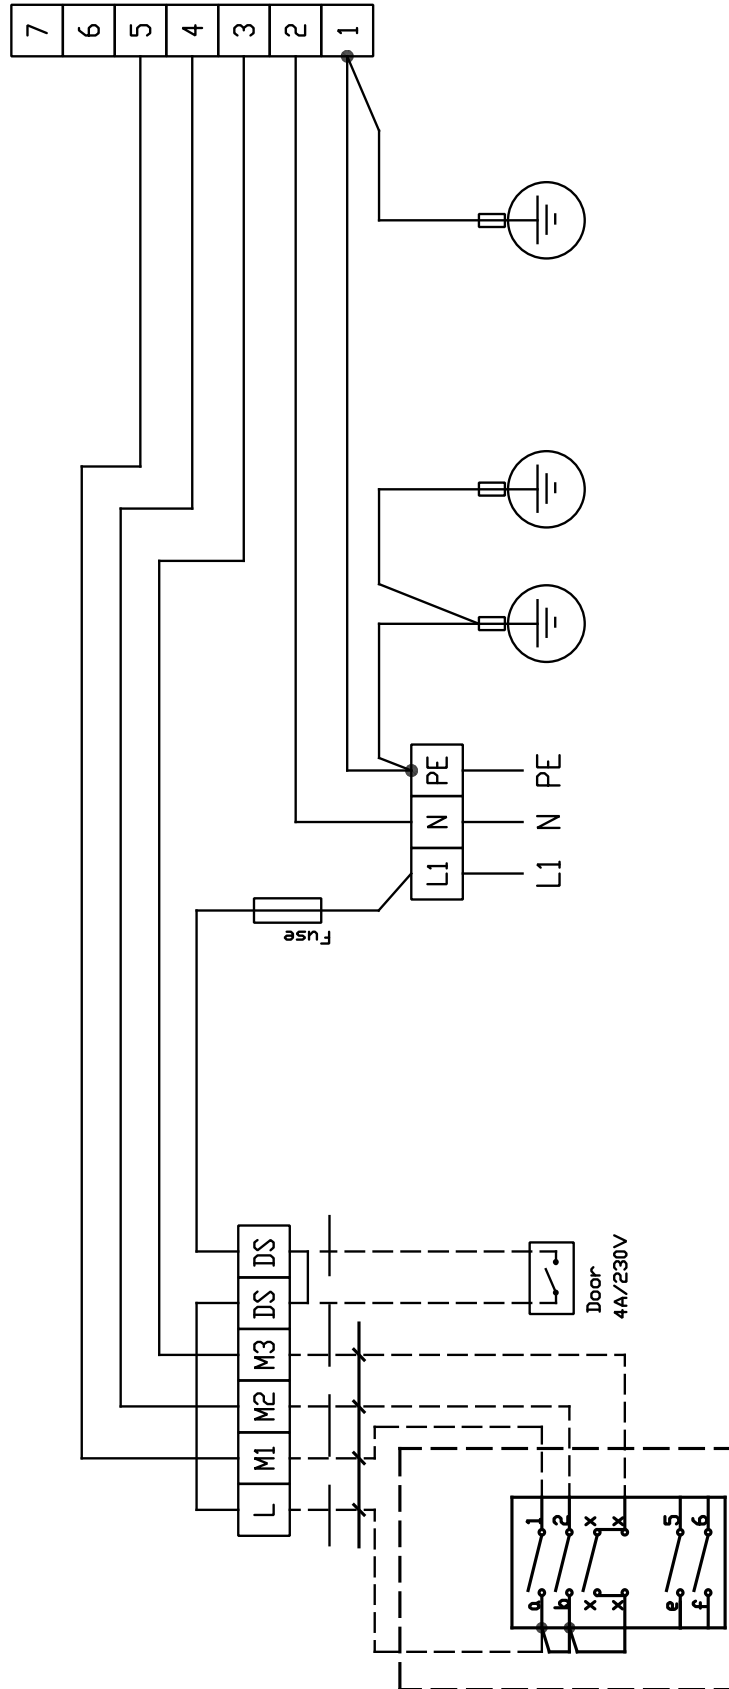 7 6 5 4 3 2 1
PE PE
N N
L1 L1
Fuse
DS
DS
M3
M2
M1
L
Door
4A/230V
1 2 x x 5 6
a b x x e f